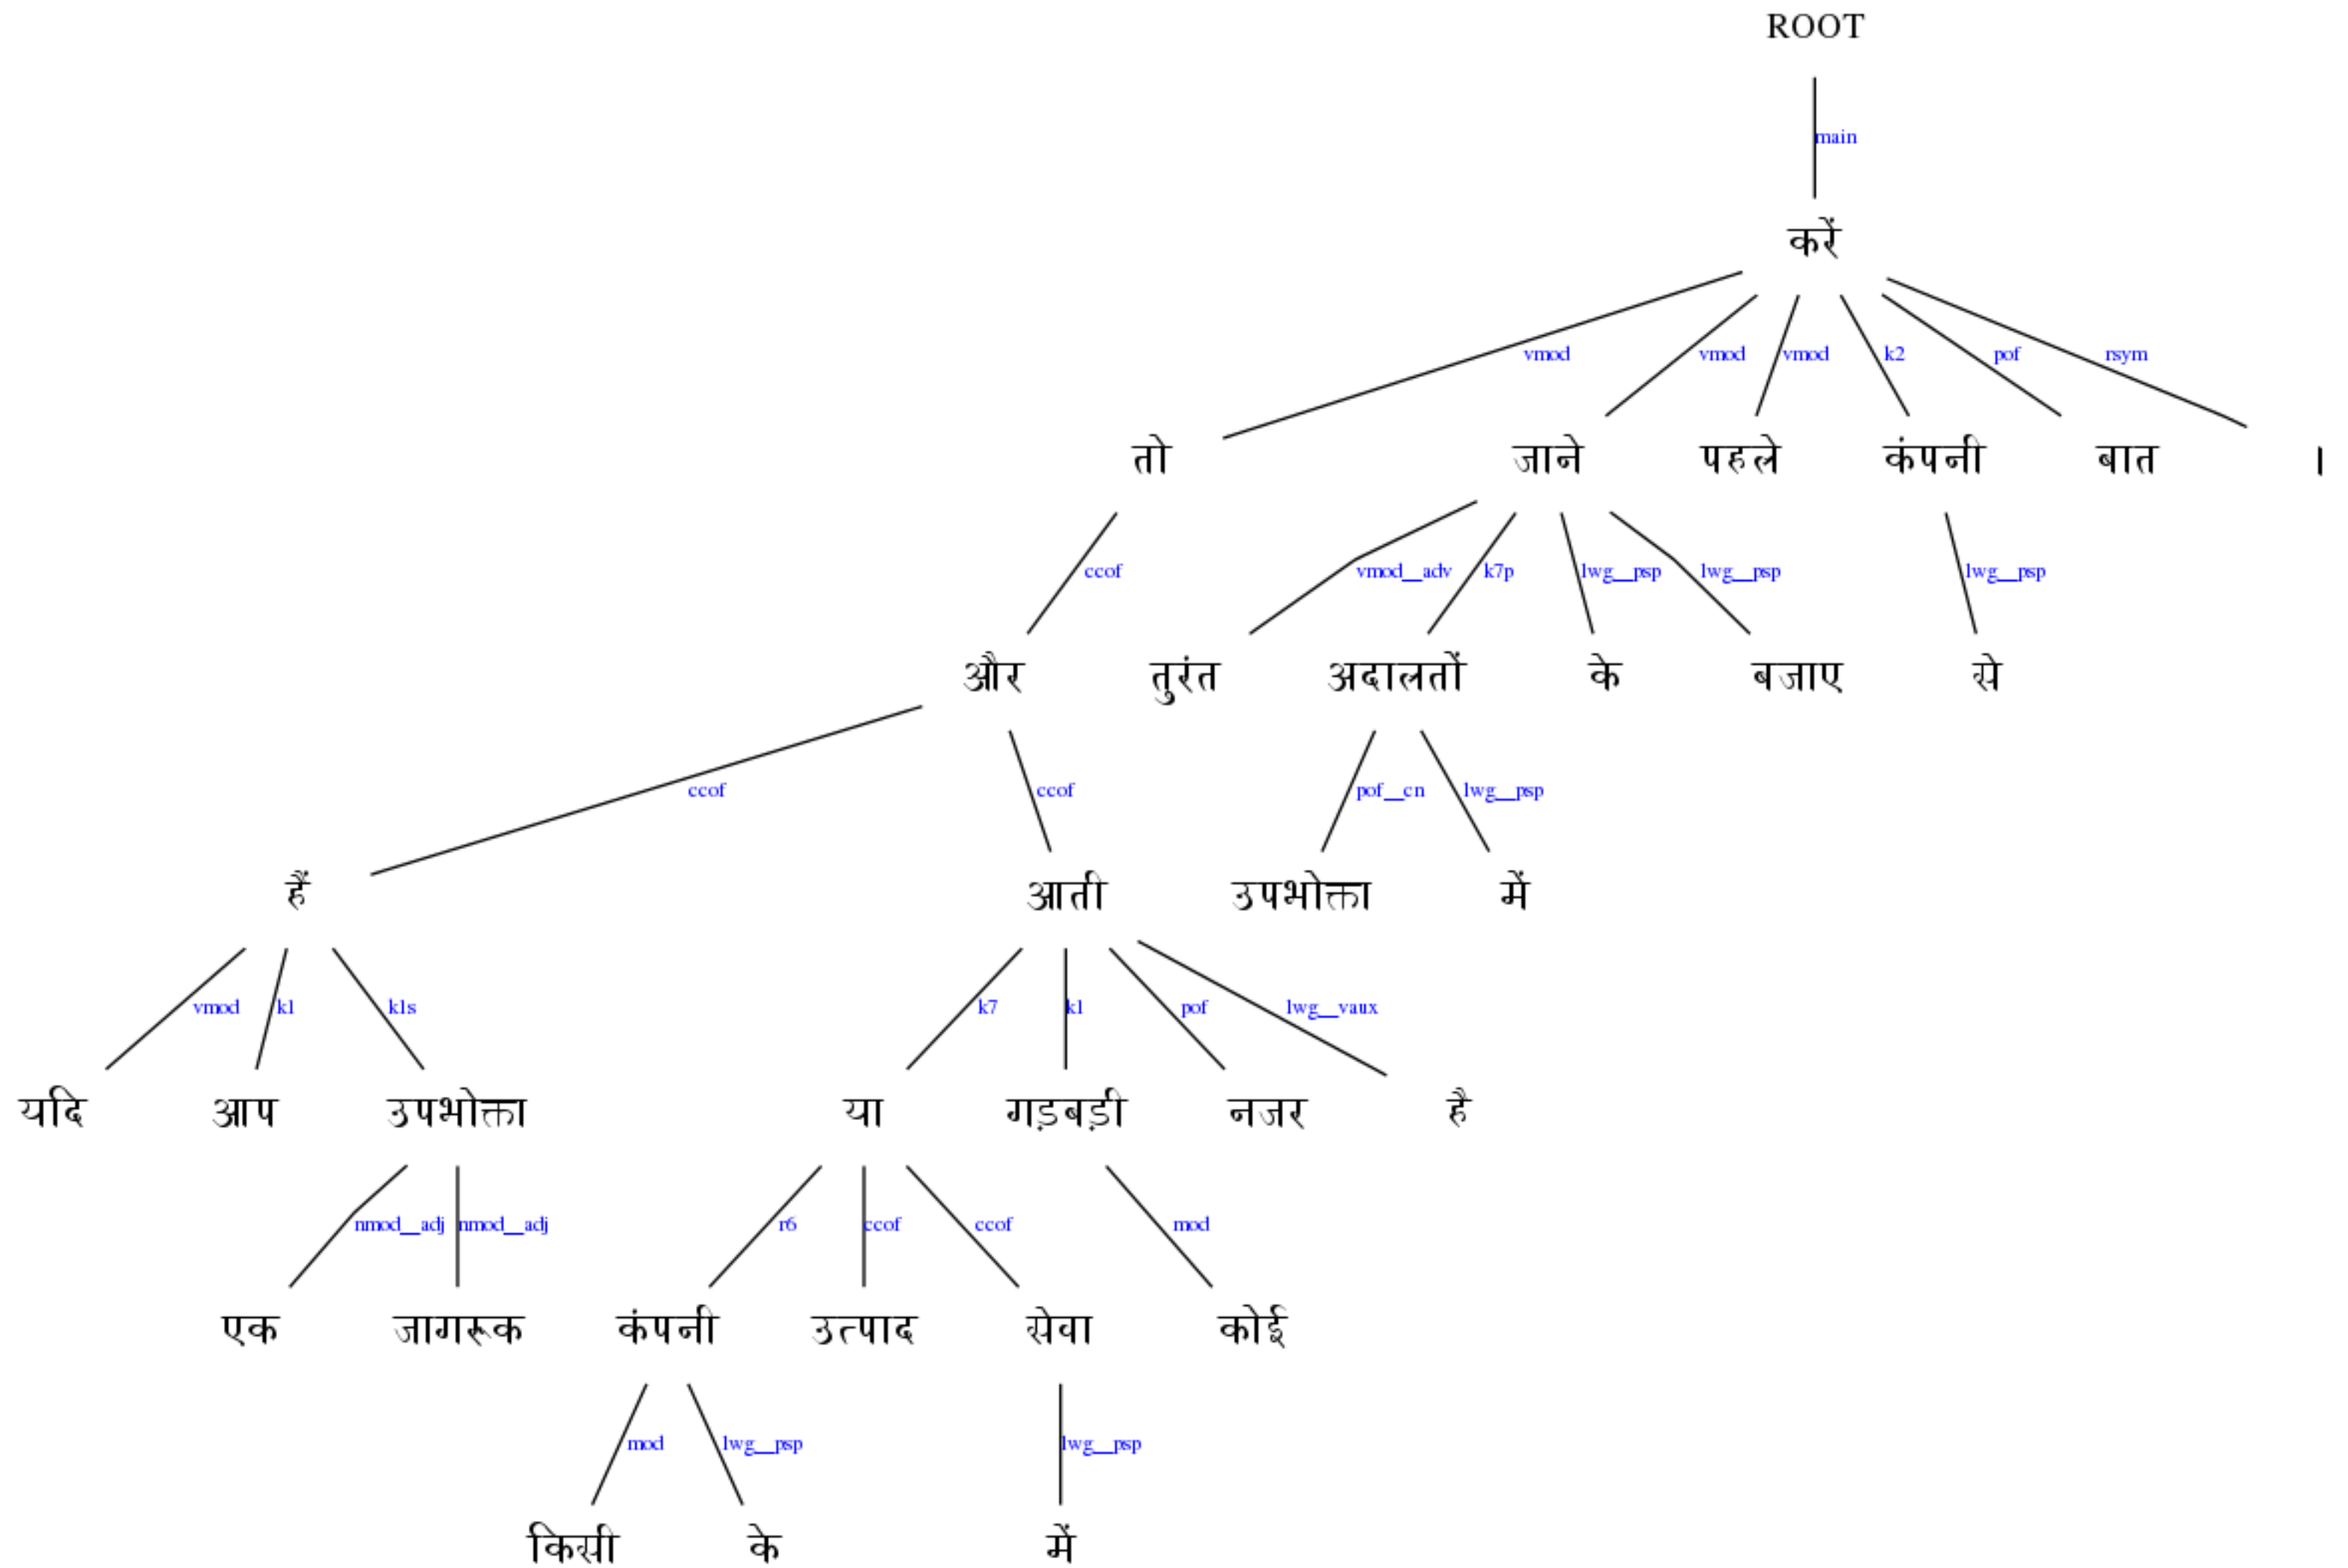 ROOT
main
करें
vmod vmod vmod k2 pof rsym
तो जाने पहले कंपनी बात ।
ccof vmod__adv k7p lwg__psp lwg__psp lwg__psp
और तुरंत अदालतों के बजाए से
ccof ccof pof__cn lwg__psp
हैं आती उपभोक्ता में
vmod k1 k1s k7 k1 pof lwg__vaux
यदि आप उपभोक्ता या गड़बड़ी नजर है
nmod__adj nmod__adj r6 ccof ccof mod
एक जागरूक कंपनी उत्पाद सेवा कोई
mod lwg__psp lwg__psp
किसी के में